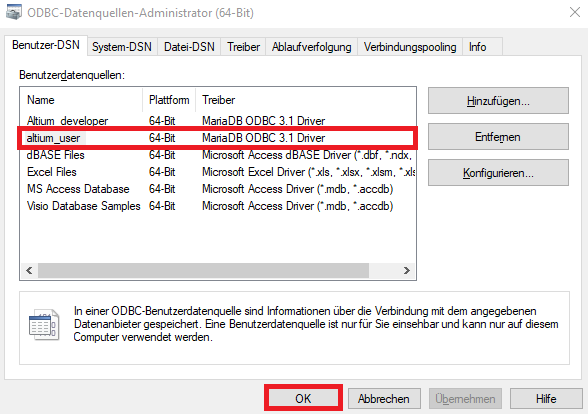 ODBC-Datenquellen-Administrator (64-Bit)
Benutzer-DSN System-DSN Datei-DSN Treiber Ablaufverfolgung Verbindungspooling Info
Benutzerdatenquellen:
Name Plattform Treiber
Altium_developer 64-Bit MariaDB ODBC 3.1 Driver
altium_user 64-Bit MariaDB ODBC 3.1 Driver
dBASE Files 64-Bit Microsoft Access dBASE Driver (*.dbf, *.ndx,
Excel Files 64-Bit Microsoft Excel Driver (*.xls, *.xlsx, *.xlsm, *.xls
MS Access Database 64-Bit Microsoft Access Driver (*.mdb, *.accdb)
Visio Database Samples 64-Bit Microsoft Access Driver (*.mdb, *.accdb)
Hinzufügen...
Entfernen
Konfigurieren...
In einer ODBC-Benutzerdatenquelle sind Informationen über die Verbindung mit dem angegebenen
Datenanbieter gespeichert. Eine Benutzerdatenquelle ist nur für Sie einsehbar und kann nur auf diesem
Computer verwendet werden.
OK Abbrechen Übernehmen Hilfe